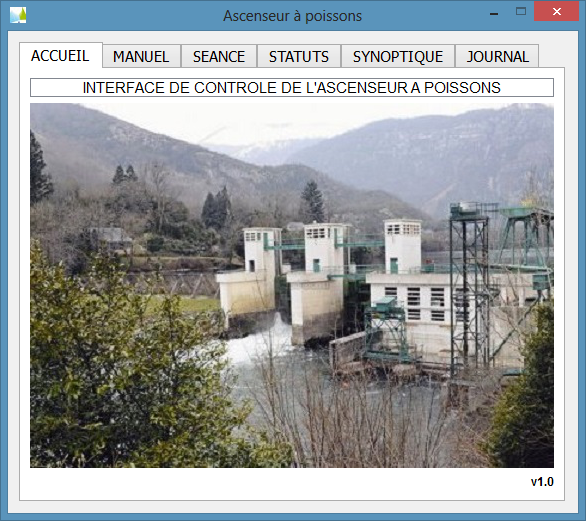 Ascenseur à poissons
ACCUEIL MANUEL SEANCE STATUTS SYNOPTIQUE JOURNAL
INTERFACE DE CONTROLE DE L'ASCENSEUR A POISSONS
v1.0